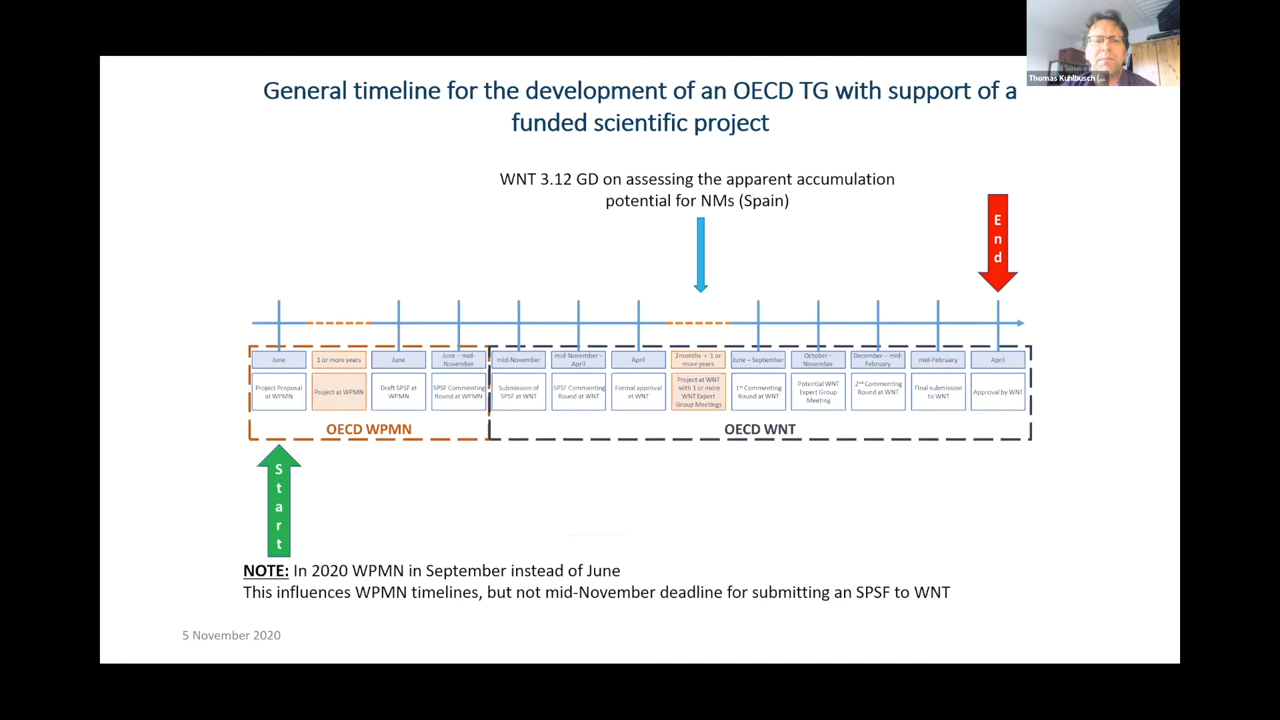 Thomas Kuhlbusch (...
General timeline for the development of an OECD TG with support of a
funded scientific project
WNT 3.12 GD on assessing the apparent accumulation
potential for NMs (Spain)
End
June
1 or more years
June
June – mid-
November
mid-November
mid-November –
April
April
2months + 1 or
more years
June – September
October –
November
December – mid-
February
mid-February
April
Project Proposal
at WPMN
Project at WPMN
Draft SPSF at
WPMN
SPSF Commenting
Round at WPMN
Submission of
SPSF at WNT
SPSF Commenting
Round at WNT
Formal approval
at WNT
Project at WNT
with 1 or more
WNT Expert
Group Meetings
1st Commenting
Round at WNT
Potential WNT
Expert Group
Meeting
2nd Commenting
Round at WNT
Final submission
to WNT
Approval by WNT
OECD WPMN
OECD WNT
Start
NOTE: In 2020 WPMN in September instead of June
This influences WPMN timelines, but not mid-November deadline for submitting an SPSF to WNT
5 November 2020